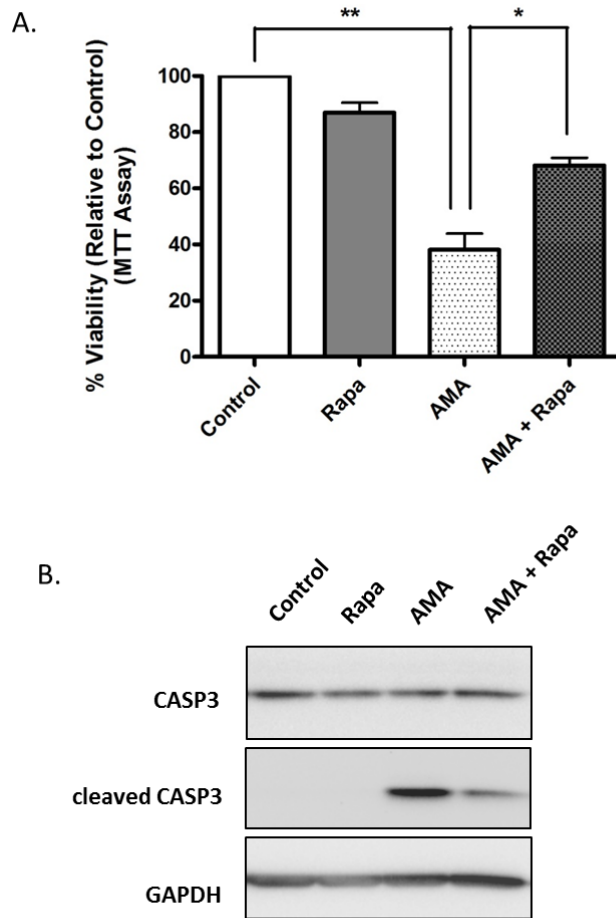 A.
**
*
% Viability (Relative to Control)
(MTT Assay)
100
80
60
40
20
0
Control
Rapa
AMA
AMA + Rapa
B.
Control
Rapa
AMA
AMA + Rapa
CASP3
cleaved CASP3
GAPDH